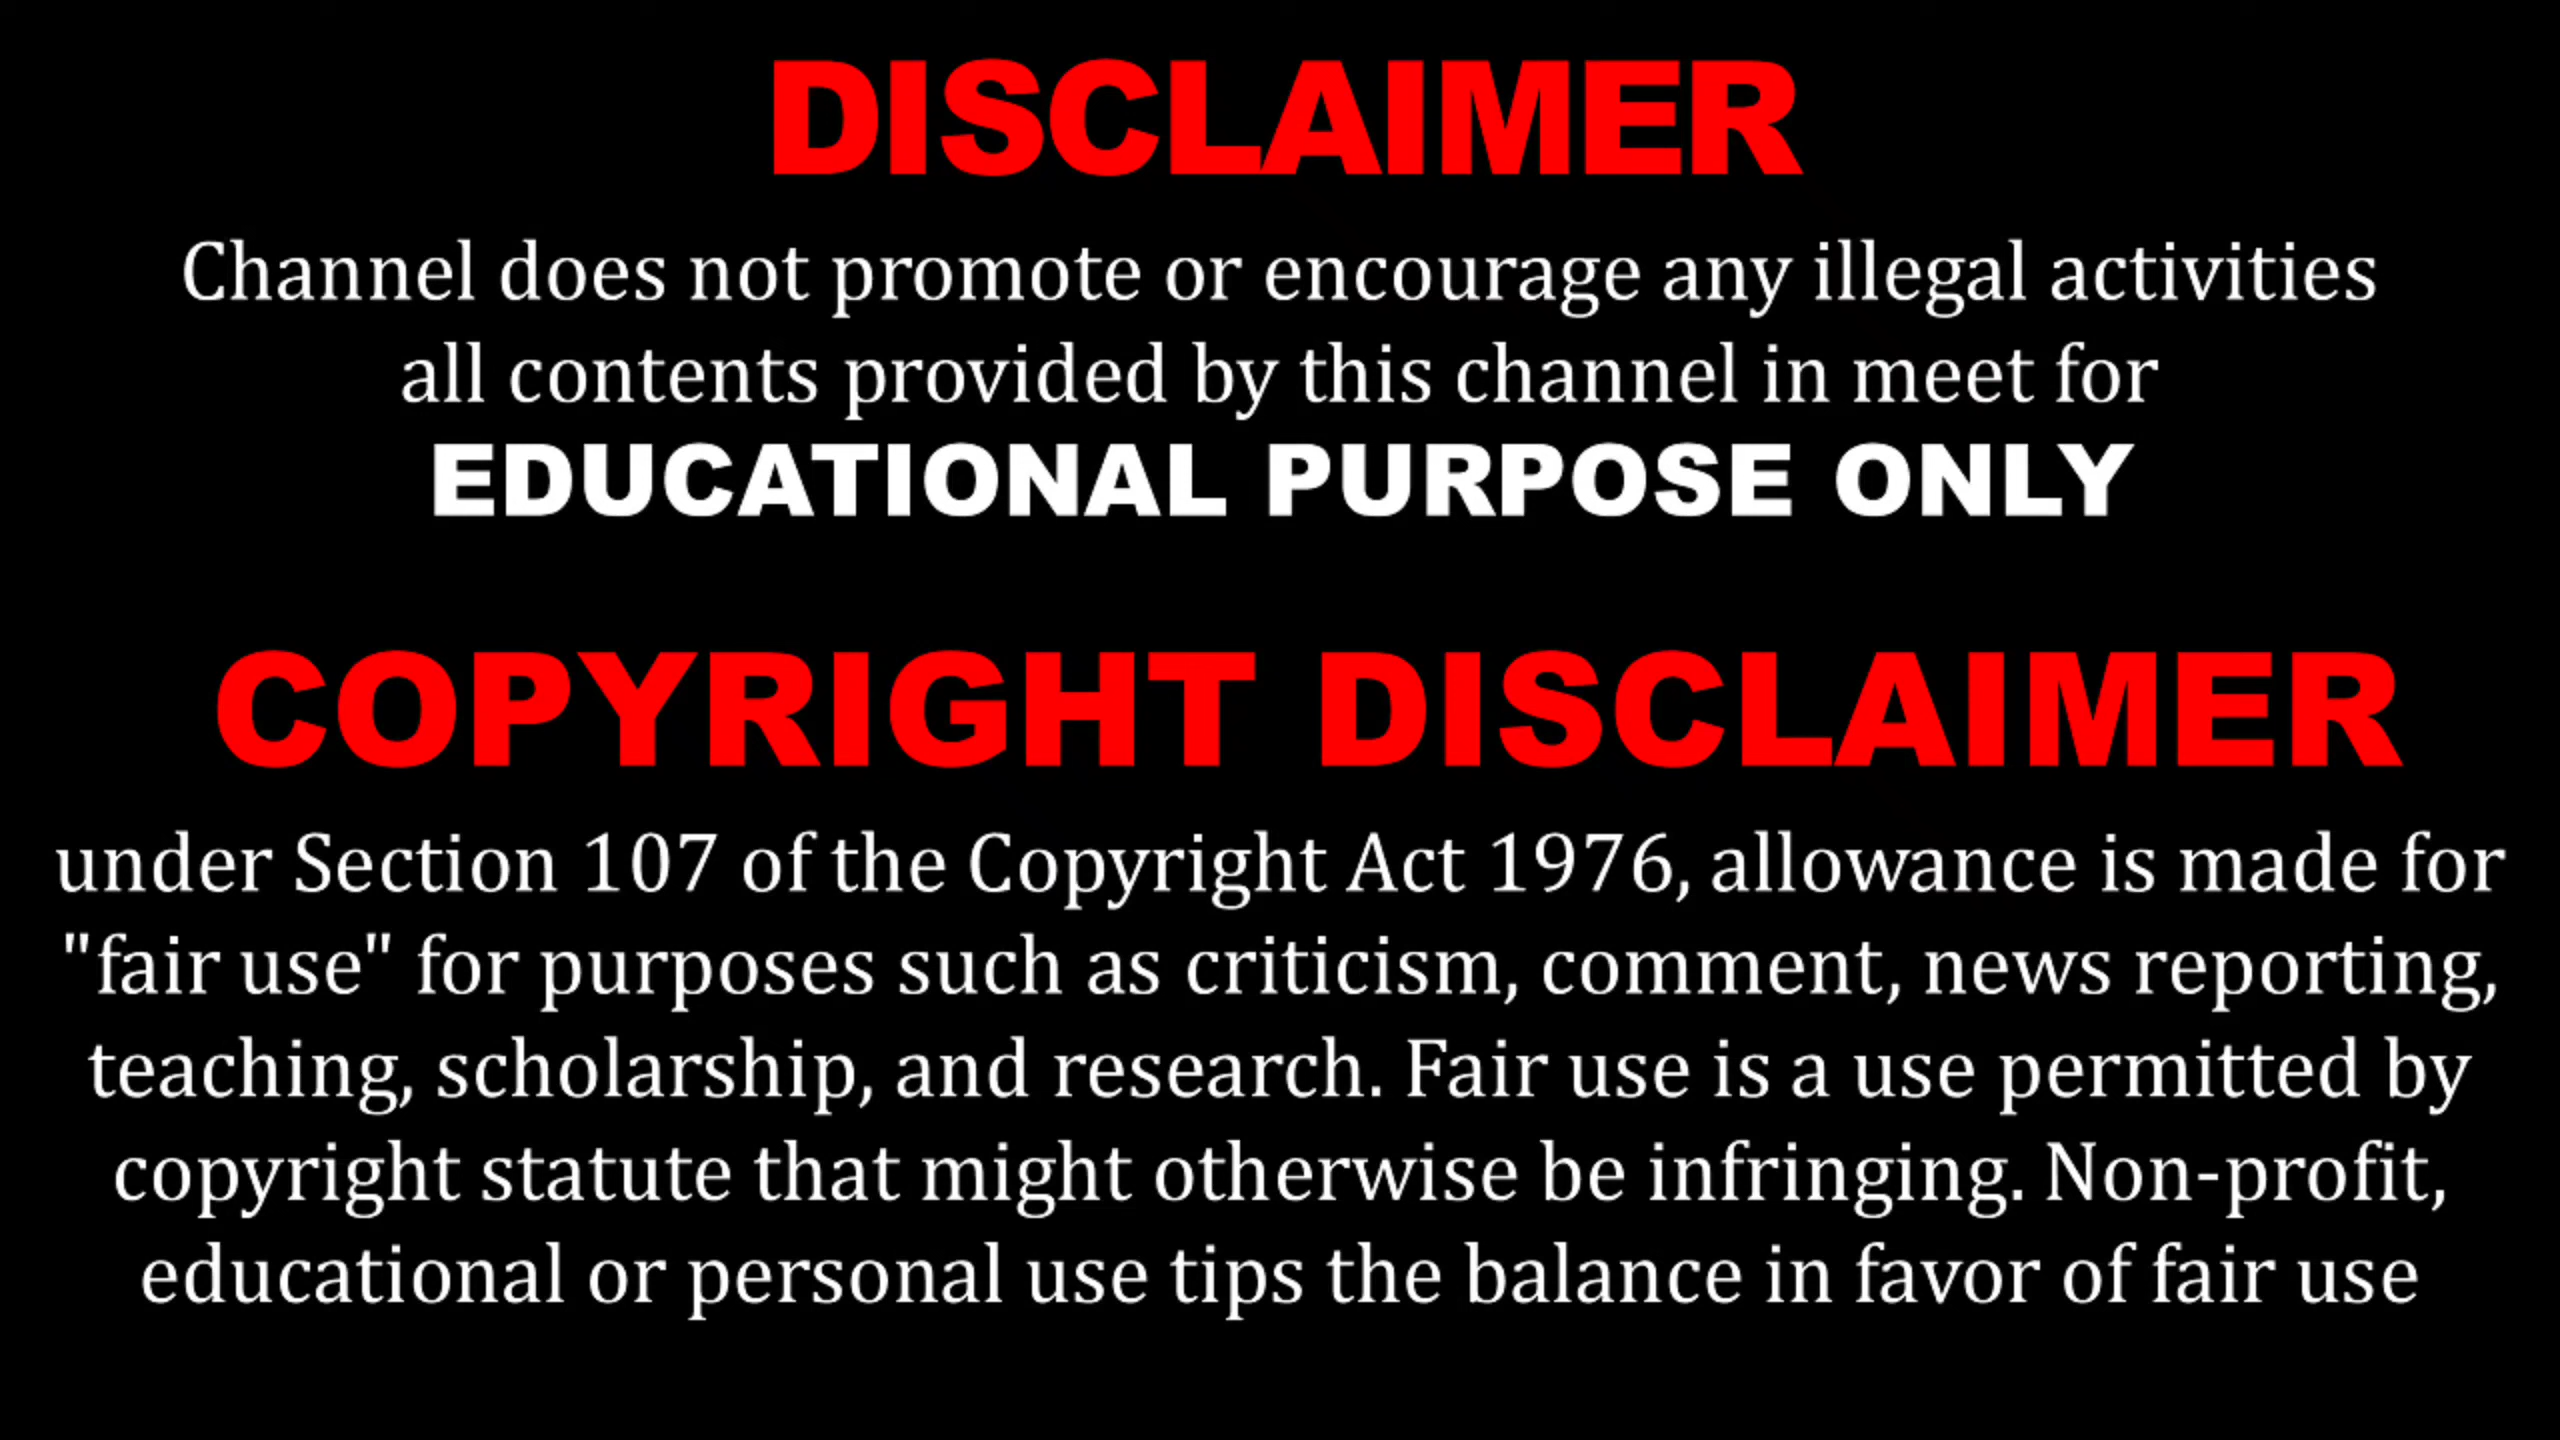 DISCLAIMER
Channel does not promote or encourage any illegal activities
all contents provided by this channel in meet for
EDUCATIONAL PURPOSE ONLY
COPYRIGHT DISCLAIMER
under Section 107 of the Copyright Act 1976, allowance is made for
"fair use" for purposes such as criticism, comment, news reporting,
teaching, scholarship, and research. Fair use is a use permitted by
copyright statute that might otherwise be infringing. Non-profit,
educational or personal use tips the balance in favor of fair use